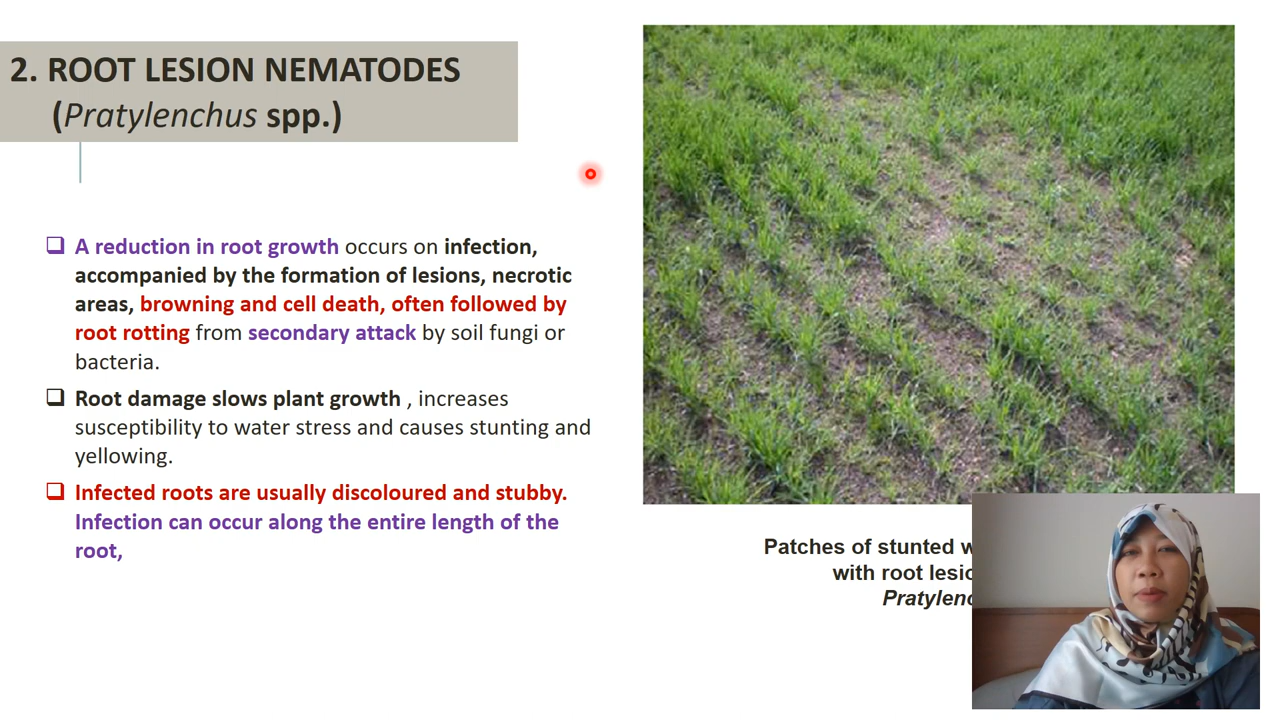 2. ROOT LESION NEMATODES
(Pratylenchus spp.)
A reduction in root growth occurs on infection,
accompanied by the formation of lesions, necrotic
areas, browning and cell death, often followed by
root rotting from secondary attack by soil fungi or
bacteria.
Root damage slows plant growth , increases
susceptibility to water stress and causes stunting and
yellowing.
Infected roots are usually discoloured and stubby.
Infection can occur along the entire length of the
root,
Patches of stunted
with root